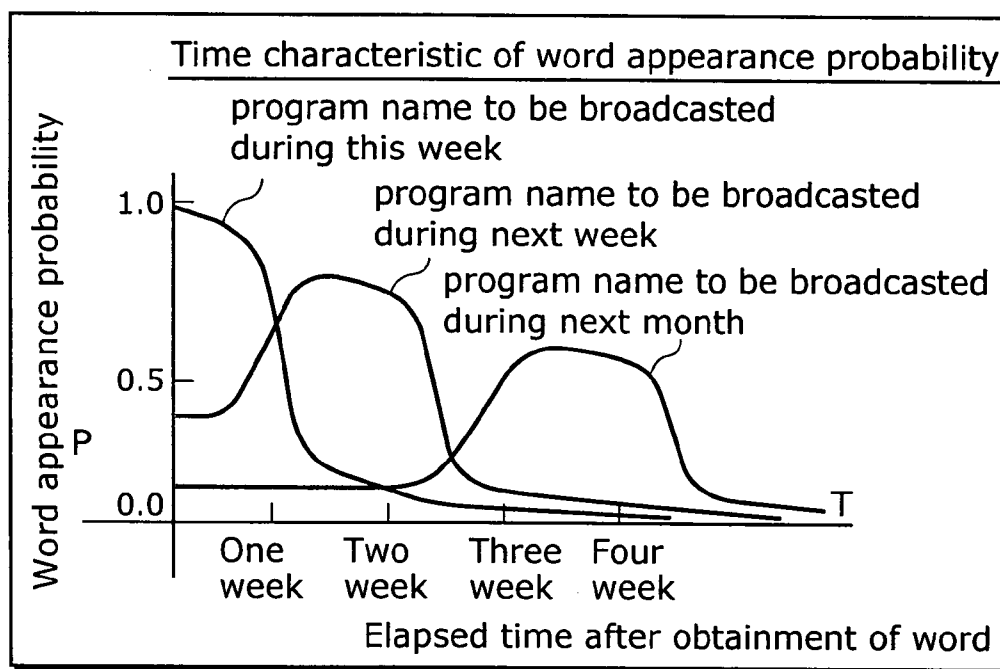 Time characteristic of word appearance probability
program name to be broadcasted
during this week
program name to be broadcasted
during next week
program name to be broadcasted
during next month
Word appearance probability
P
1.0
0.5
0.0
T
One
week
Two
week
Three
week
Four
week
Elapsed time after obtainment of word